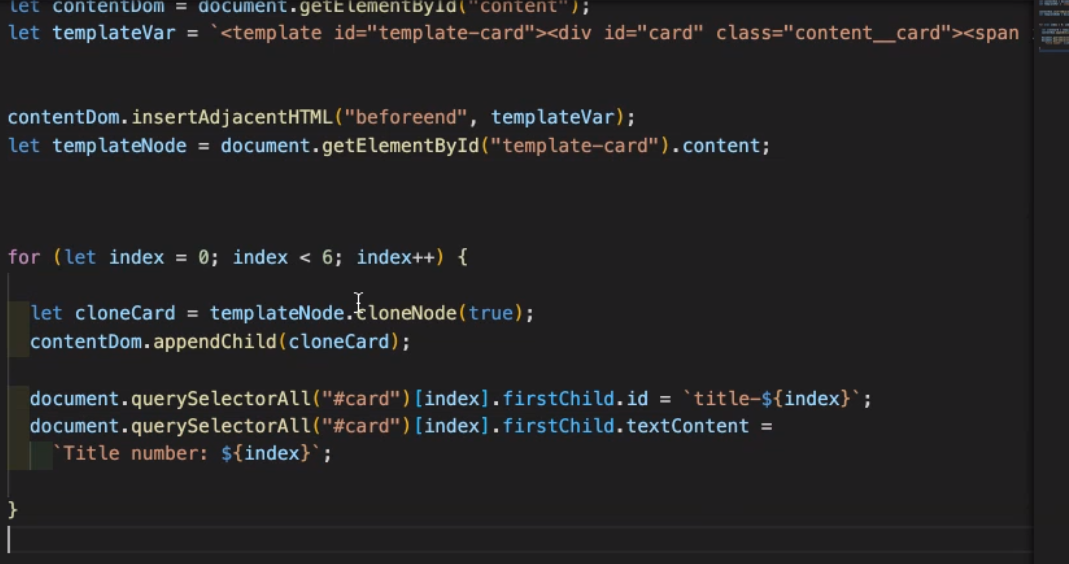 let contentDom = document.getElementById("content");
let templateVar = `<template id="template-card"><div id="card" class="content__card"><span
contentDom.insertAdjacentHTML("beforeend", templateVar);
let templateNode = document.getElementById("template-card").content;
for (let index = 0; index < 6; index++) {
let cloneCard = templateNode.cloneNode(true);
contentDom.appendChild(cloneCard);
document.querySelectorAll("#card")[index].firstChild.id = `title-${index}`;
document.querySelectorAll("#card")[index].firstChild.textContent =
`Title number: ${index}`;
}